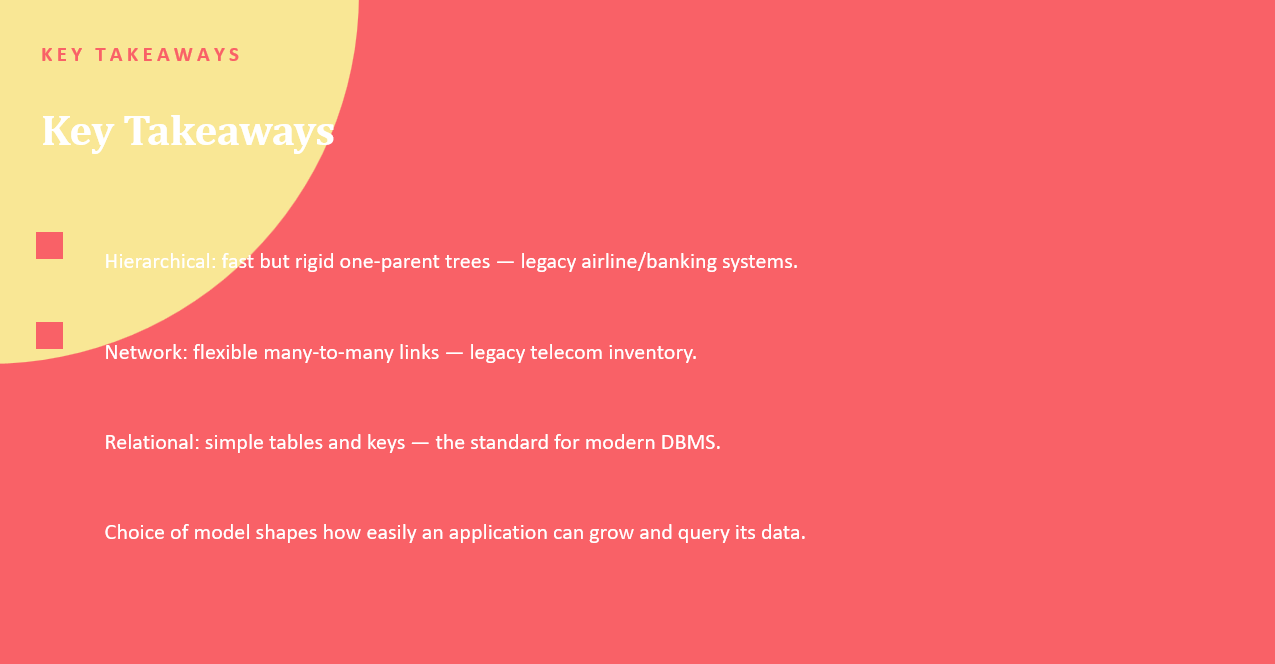 KEY TAKEAWAYS
Key Takeaways
Hierarchical: fast but rigid one-parent trees — legacy airline/banking systems.
Network: flexible many-to-many links — legacy telecom inventory.
Relational: simple tables and keys — the standard for modern DBMS.
Choice of model shapes how easily an application can grow and query its data.